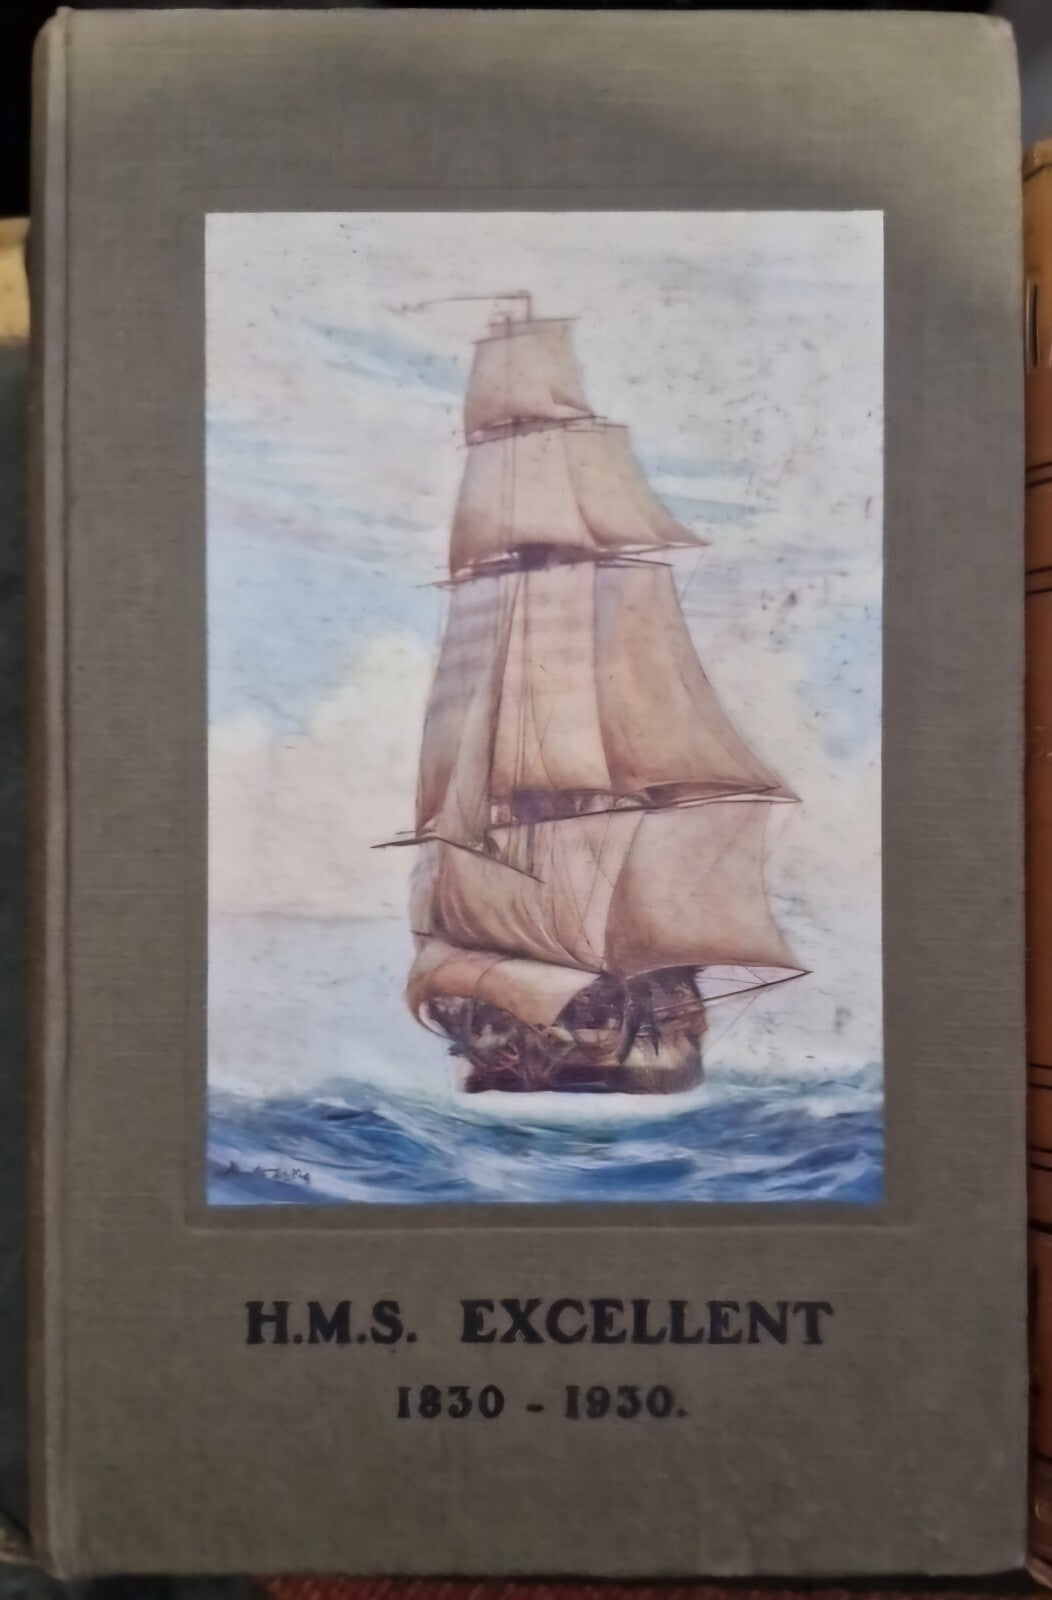 H.M.S. EXCELLENT
1830 - 1930.